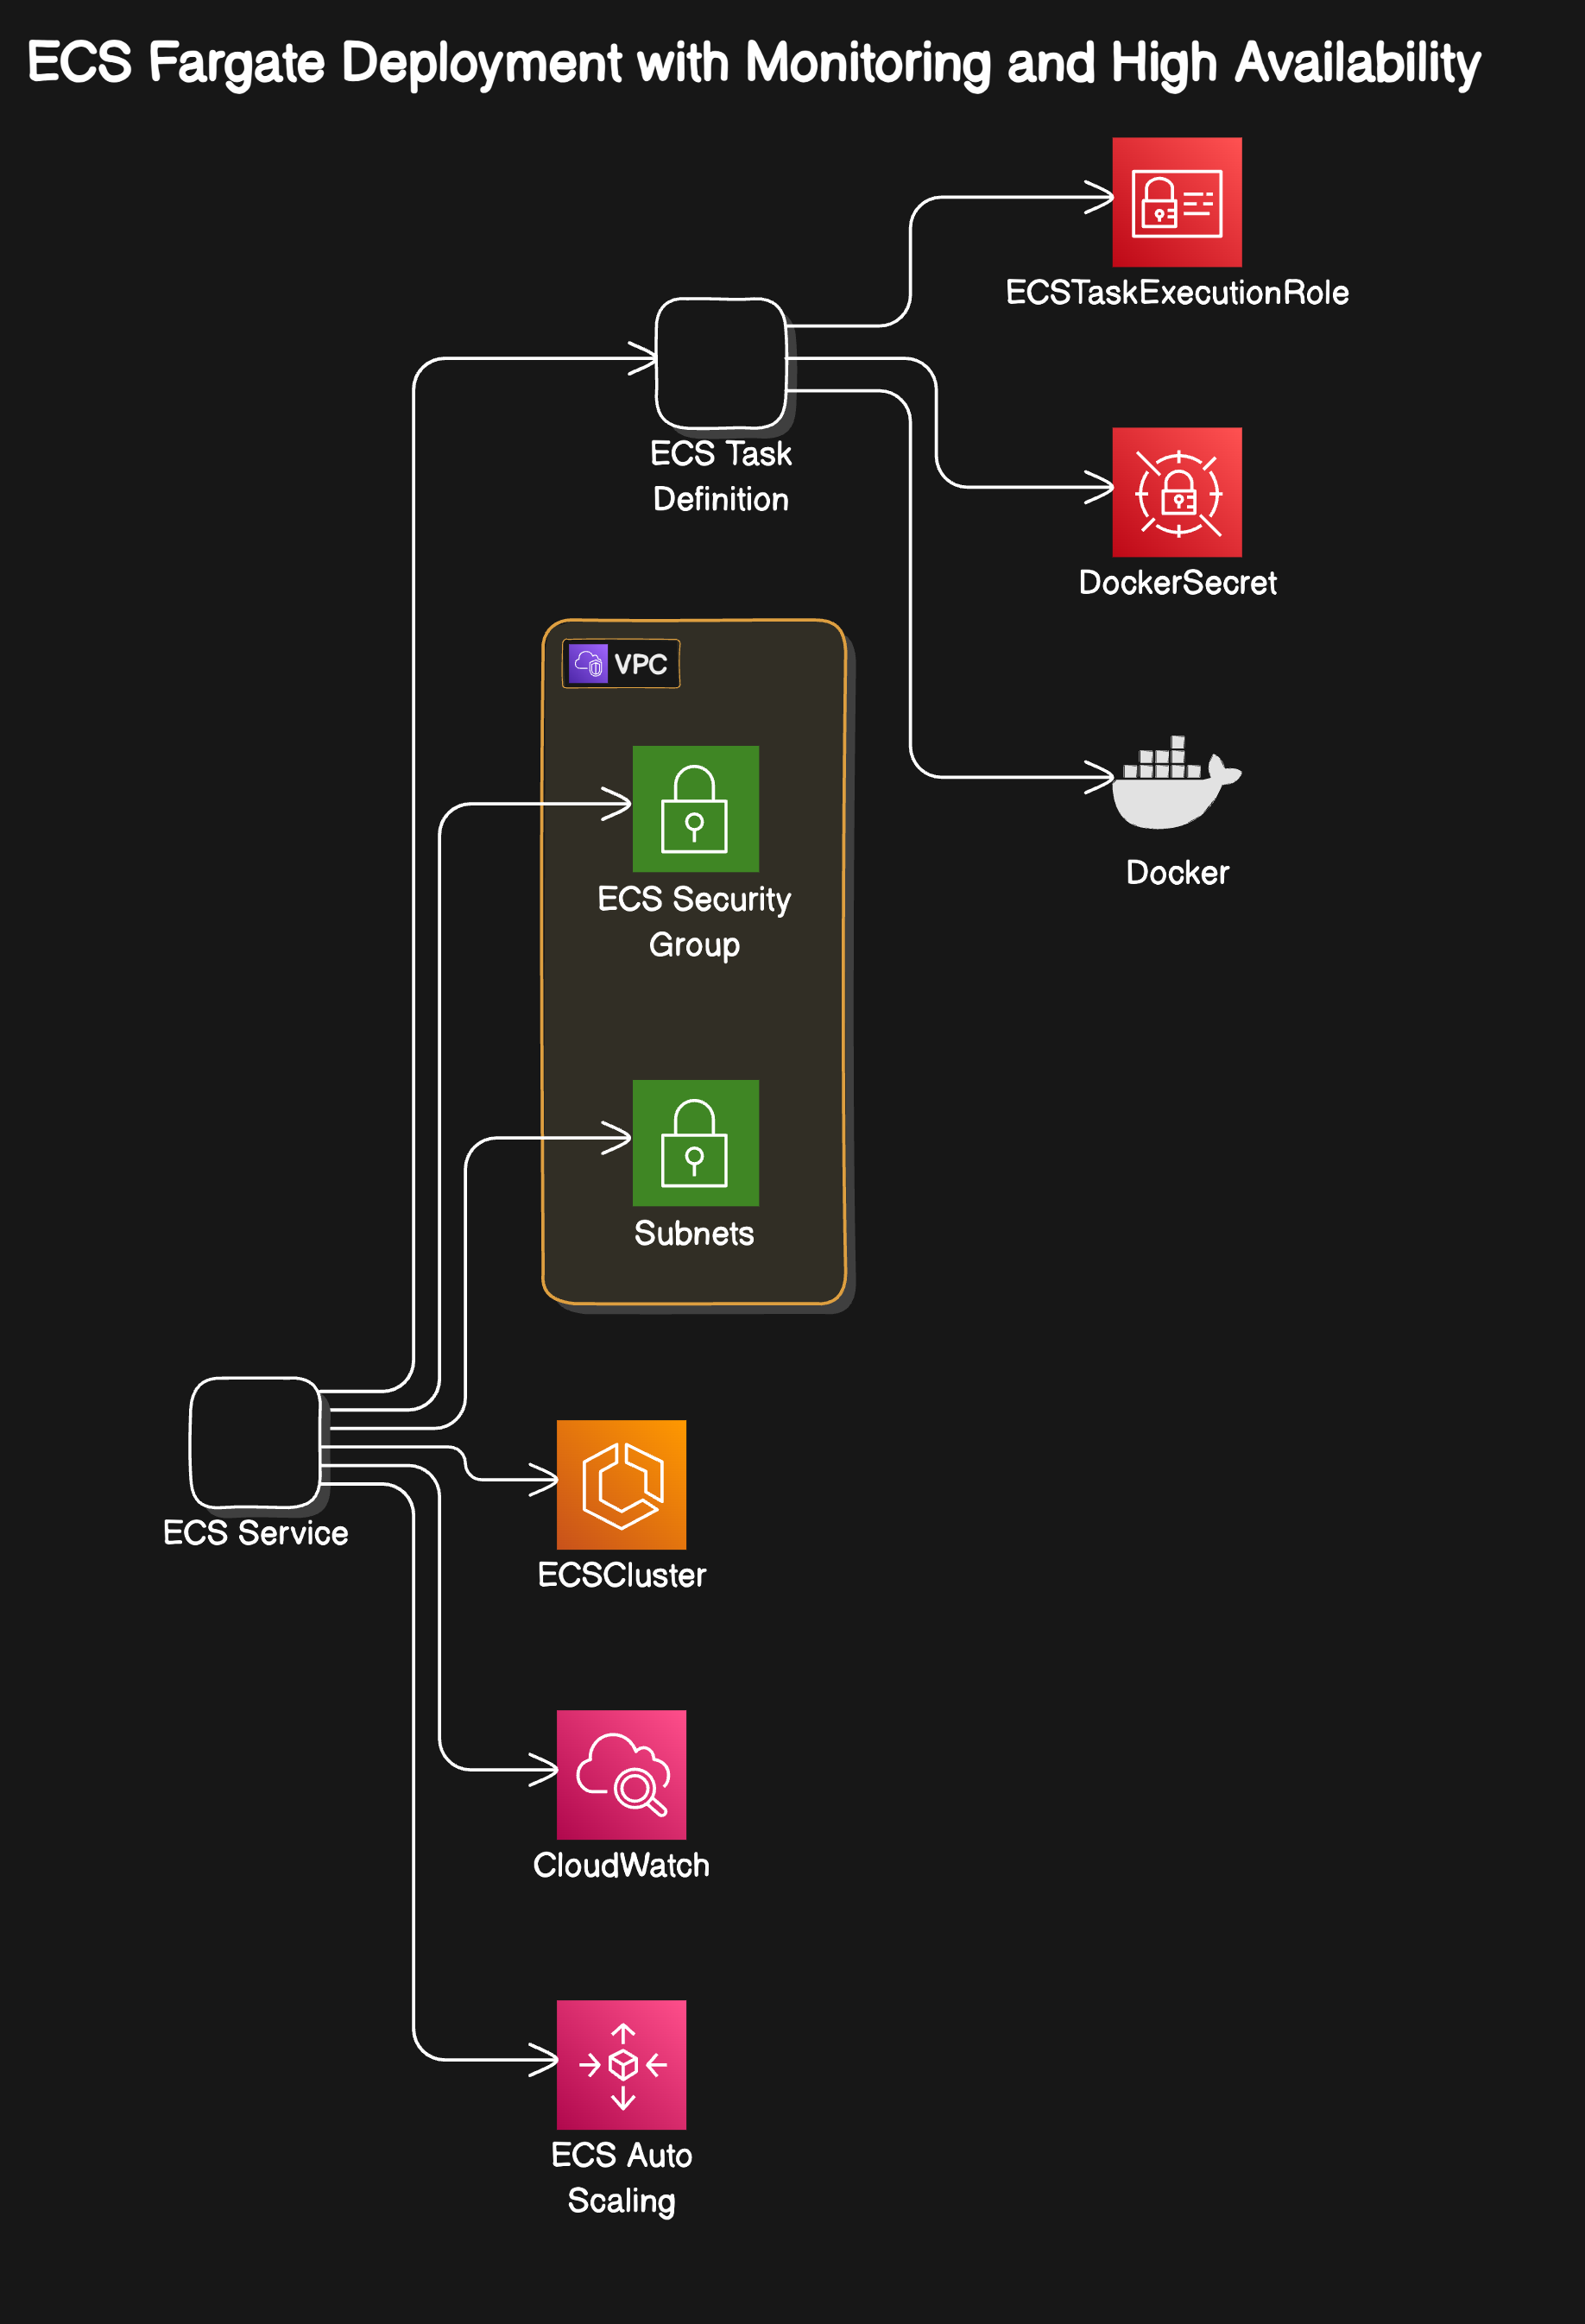 ECS Fargate Deployment with Monitoring and High Availability
ECSTaskExecutionRole
ECS Task
Definition
DockerSecret
VPC
Docker
ECS Security
Group
Subnets
ECS Service
ECSCluster
CloudWatch
ECS Auto
Scaling